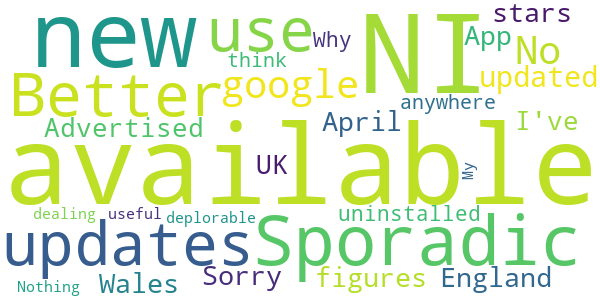 new use NI stars
Why App No
think
Better google updated
anywhere
Advertised April I've
available
UK My
dealing useful deplorable uninstalled
updates Sporadic
Nothing Wales Sorry figures England